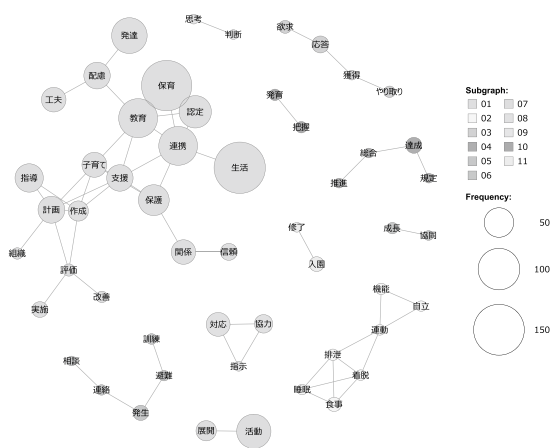 思考
判断
欲求
応答
獲得
やり取り
発達
配慮
工夫
保育
教育
認定
連携
生活
子育て
支援
保護
指導
計画
作成
関係
信頼
組織
評価
改善
実施
発育
把握
達成
総合
推進
規定
修了
入園
成長
協同
機能
自立
運動
排泄
着脱
睡眠
食事
対応
協力
指示
訓練
避難
相談
連絡
発生
展開
活動
Subgraph:
01 07
02 08
03 09
04 10
05 11
06
Frequency:
50
100
150